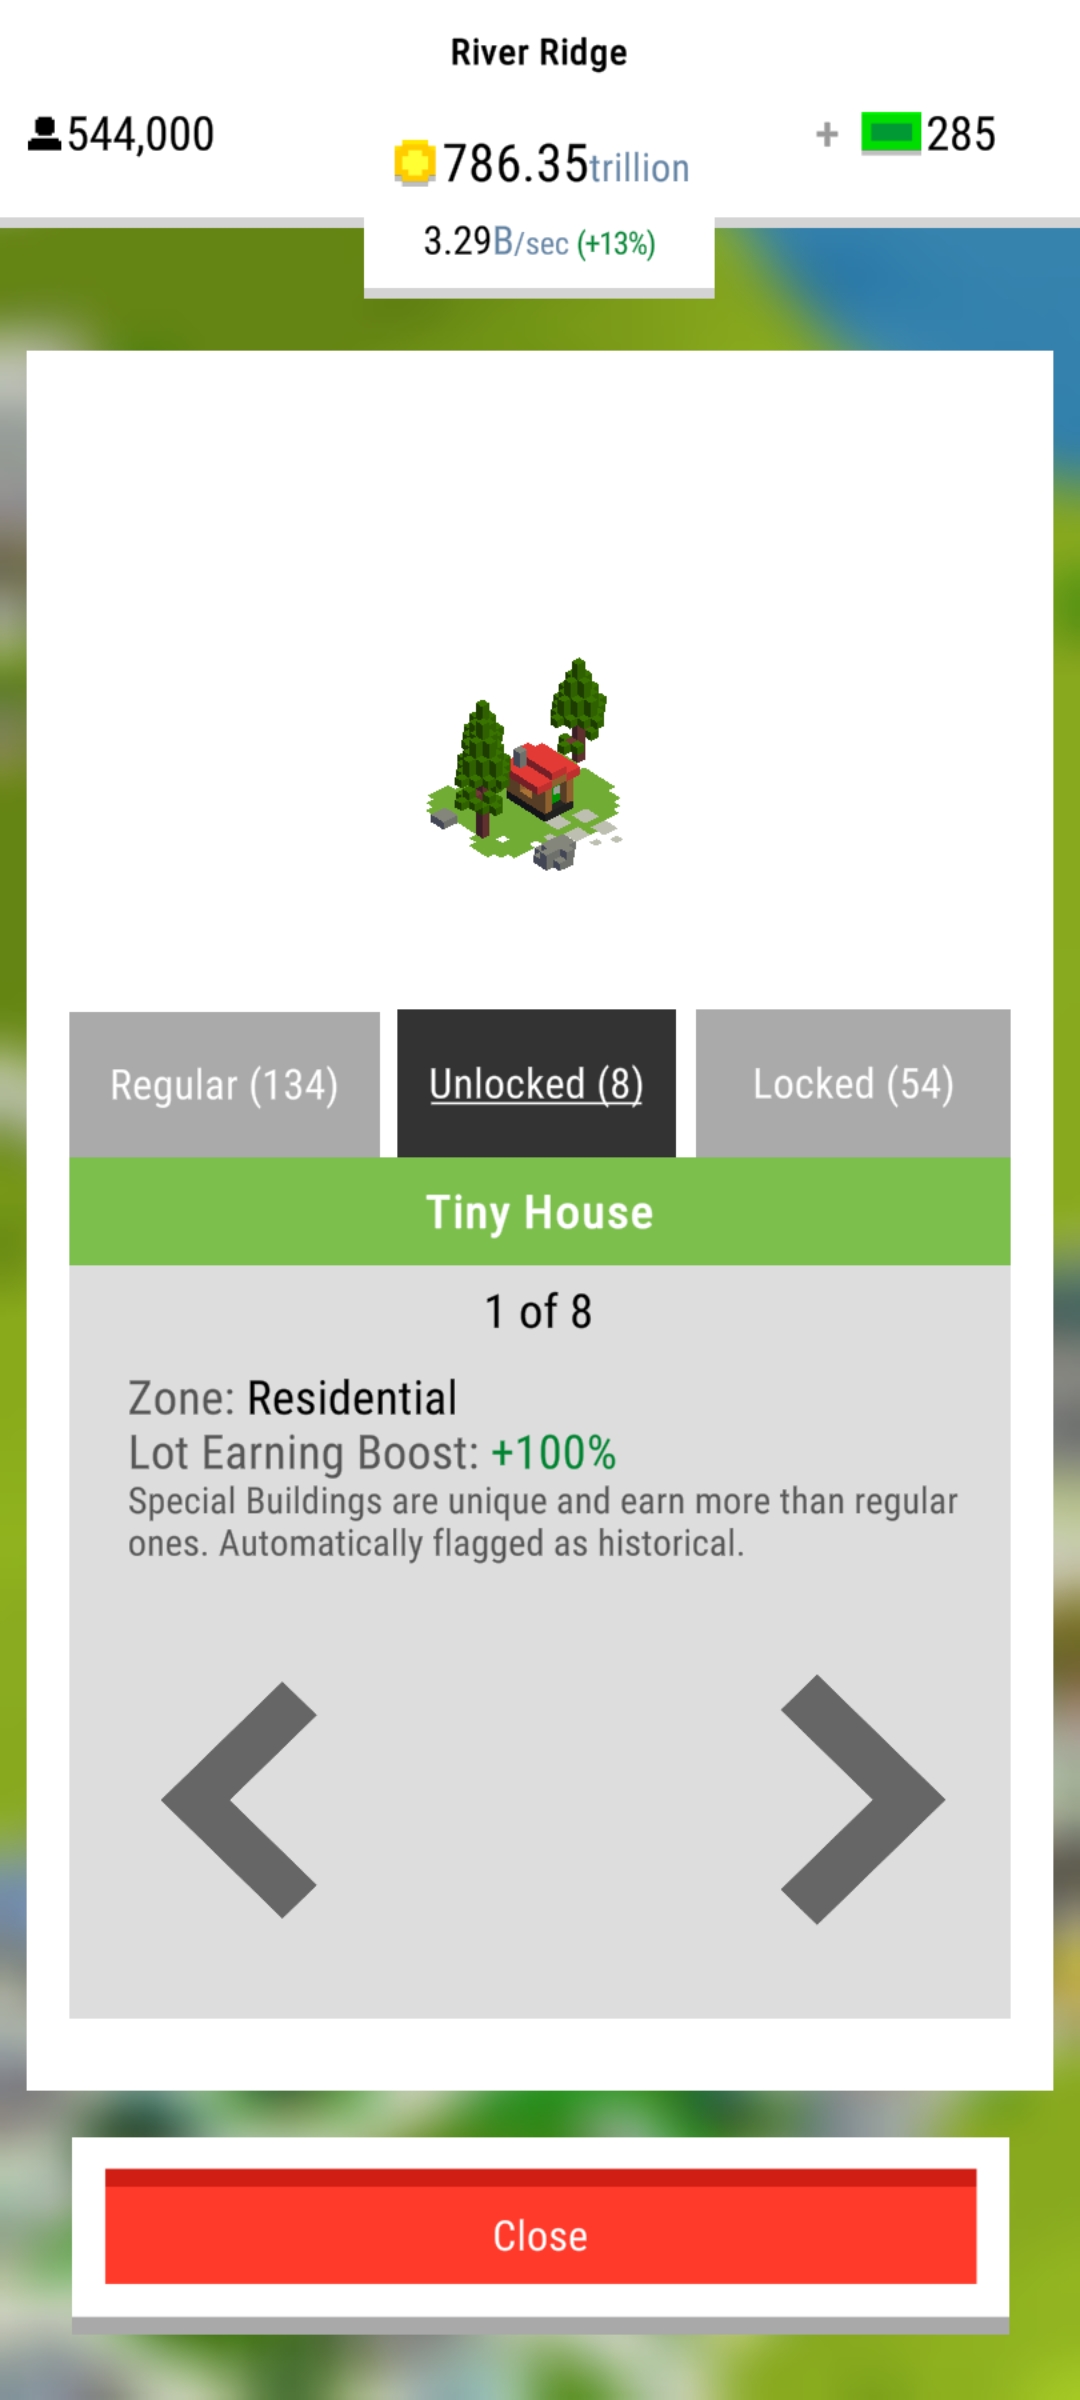 River Ridge
544,000
786.35trillion
+ 285
3.29B/sec (+13%)
Regular (134)
Unlocked (8)
Locked (54)
Tiny House
1 of 8
Zone: Residential
Lot Earning Boost: +100%
Special Buildings are unique and earn more than regular
ones. Automatically flagged as historical.
Close